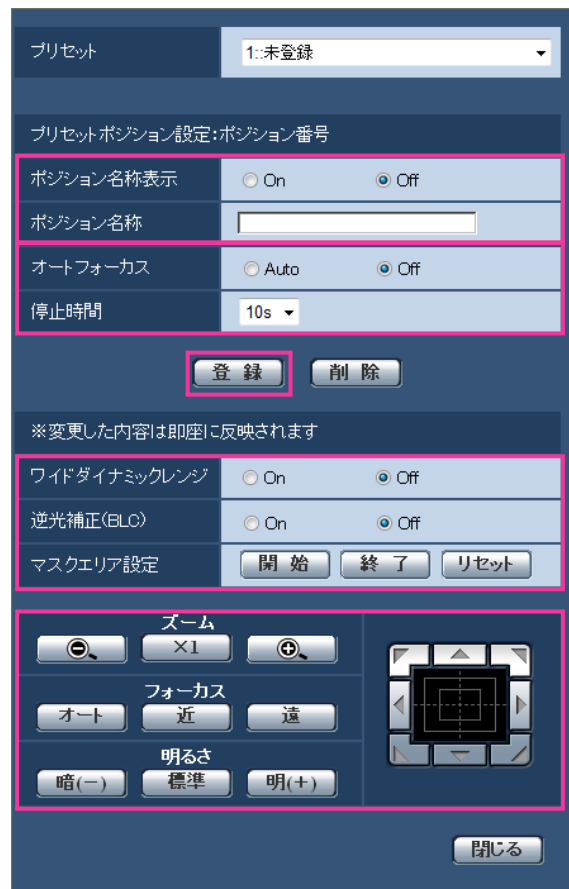 プリセット 1::未登録
プリセットポジション設定:ポジション番号
ポジション名称表示 On Off
ポジション名称
オートフォーカス Auto Off
停止時間 10s
登 録 削 除
※変更した内容は即座に反映されます
ワイドダイナミックレンジ On Off
逆光補正(BLC) On Off
マスクエリア設定 開 始 終 了 リセット
ズーム
×1
フォーカス
オート 近 遠
明るさ
暗(−) 標準 明(+)
閉じる